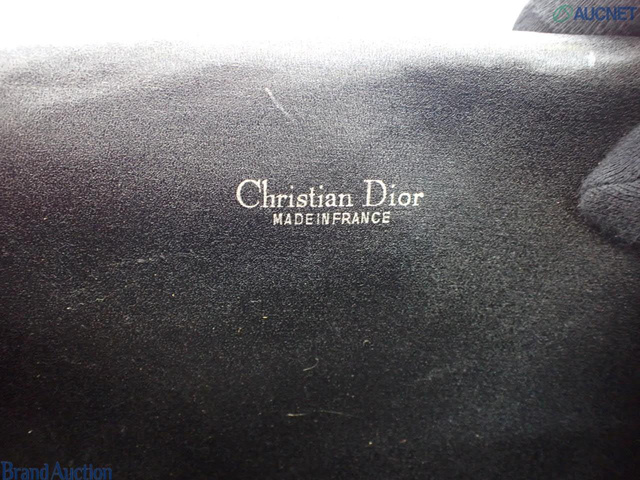 AUCNET
Christian Dior
MADE IN FRANCE
Brand Auction